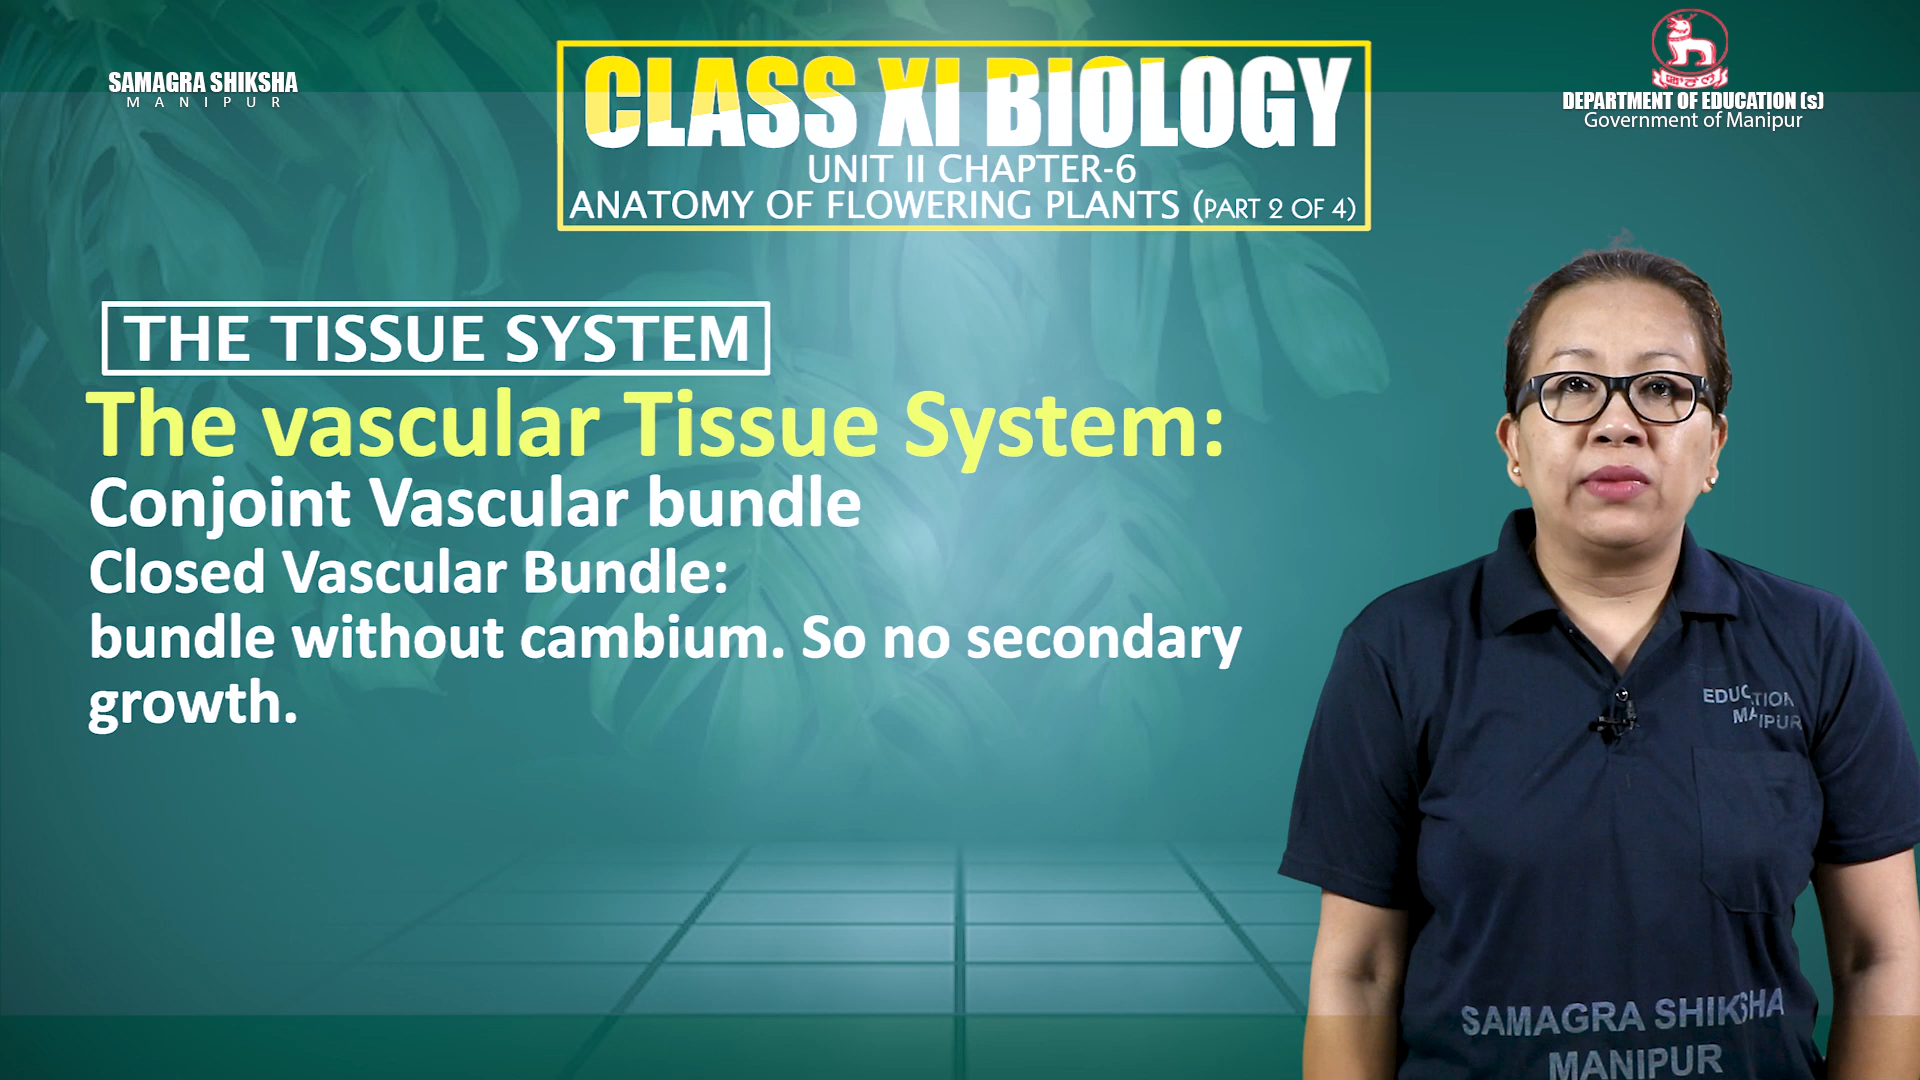 SAMAGRA SHIKSHA
MANIPUR
CLASS XI BIOLOGY
UNIT II CHAPTER-6
ANATOMY OF FLOWERING PLANTS (PART 2 OF 4)
DEPARTMENT OF EDUCATION (s)
Government of Manipur
THE TISSUE SYSTEM
The vascular Tissue System:
Conjoint Vascular bundle
Closed Vascular Bundle:
bundle without cambium. So no secondary
growth.
EDUCATION
MANIPUR
SAMAGRA SHIKSHA
MANIPUR